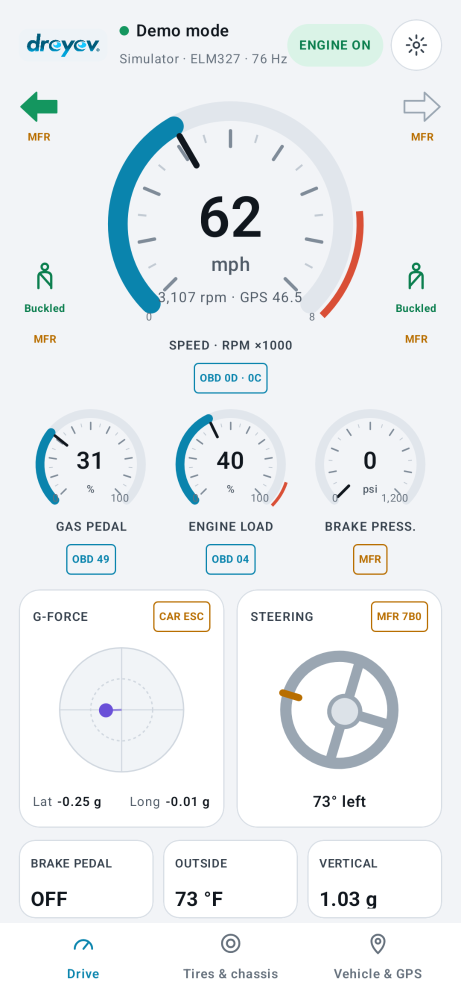 dreyev.
Demo mode
Simulator · ELM327 · 76 Hz
ENGINE ON
MFR
MFR
62
mph
3,107 rpm · GPS 46.5
0
8
Buckled
Buckled
MFR
MFR
SPEED · RPM ×1000
OBD 0D · 0C
31
%
100
40
%
100
0
psi
0
1,200
GAS PEDAL
ENGINE LOAD
BRAKE PRESS.
OBD 49
OBD 04
MFR
G-FORCE
CAR ESC
STEERING
MFR 7B0
Lat -0.25 g
Long -0.01 g
73° left
BRAKE PEDAL
OUTSIDE
VERTICAL
OFF
73 °F
1.03 g
Drive
Tires & chassis
Vehicle & GPS